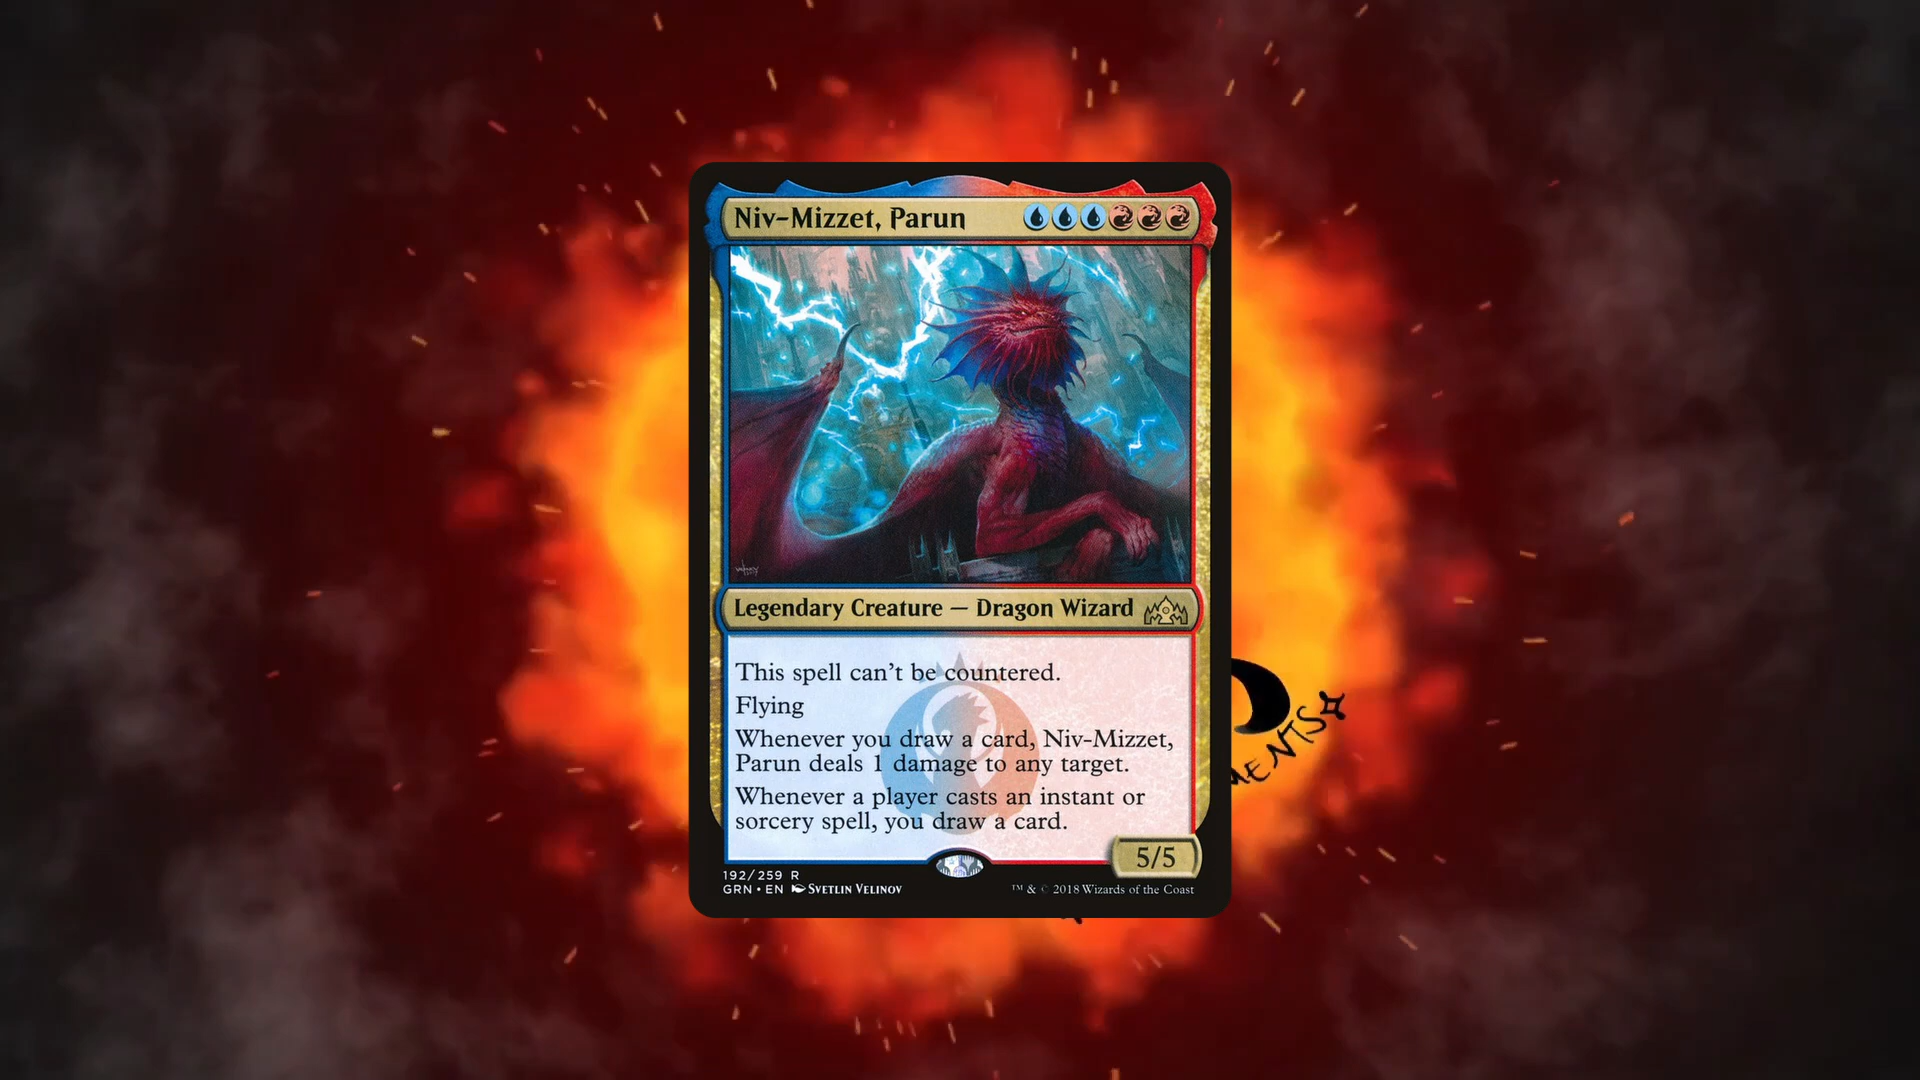 Niv-Mizzet, Parun
Legendary Creature — Dragon Wizard
This spell can't be countered.
Flying
Whenever you draw a card, Niv-Mizzet,
Parun deals 1 damage to any target.
Whenever a player casts an instant or
sorcery spell, you draw a card.
5/5
192/259 R
GRN • EN Svetlin Velinov
™ & © 2018 Wizards of the Coast